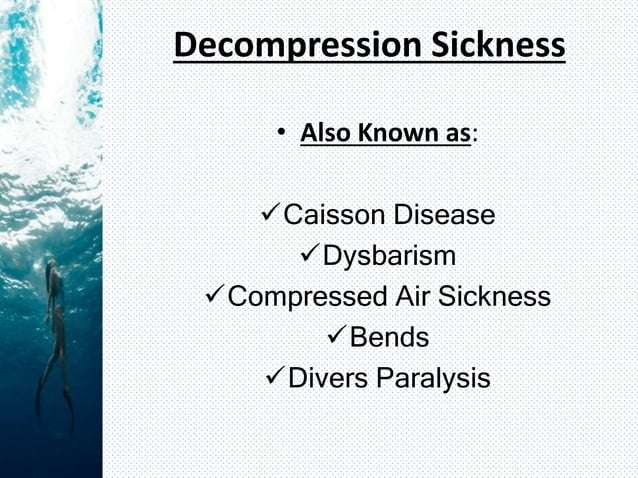 Decompression Sickness
• Also Known as:
✓Caisson Disease
✓Dysbarism
✓Compressed Air Sickness
✓Bends
✓Divers Paralysis